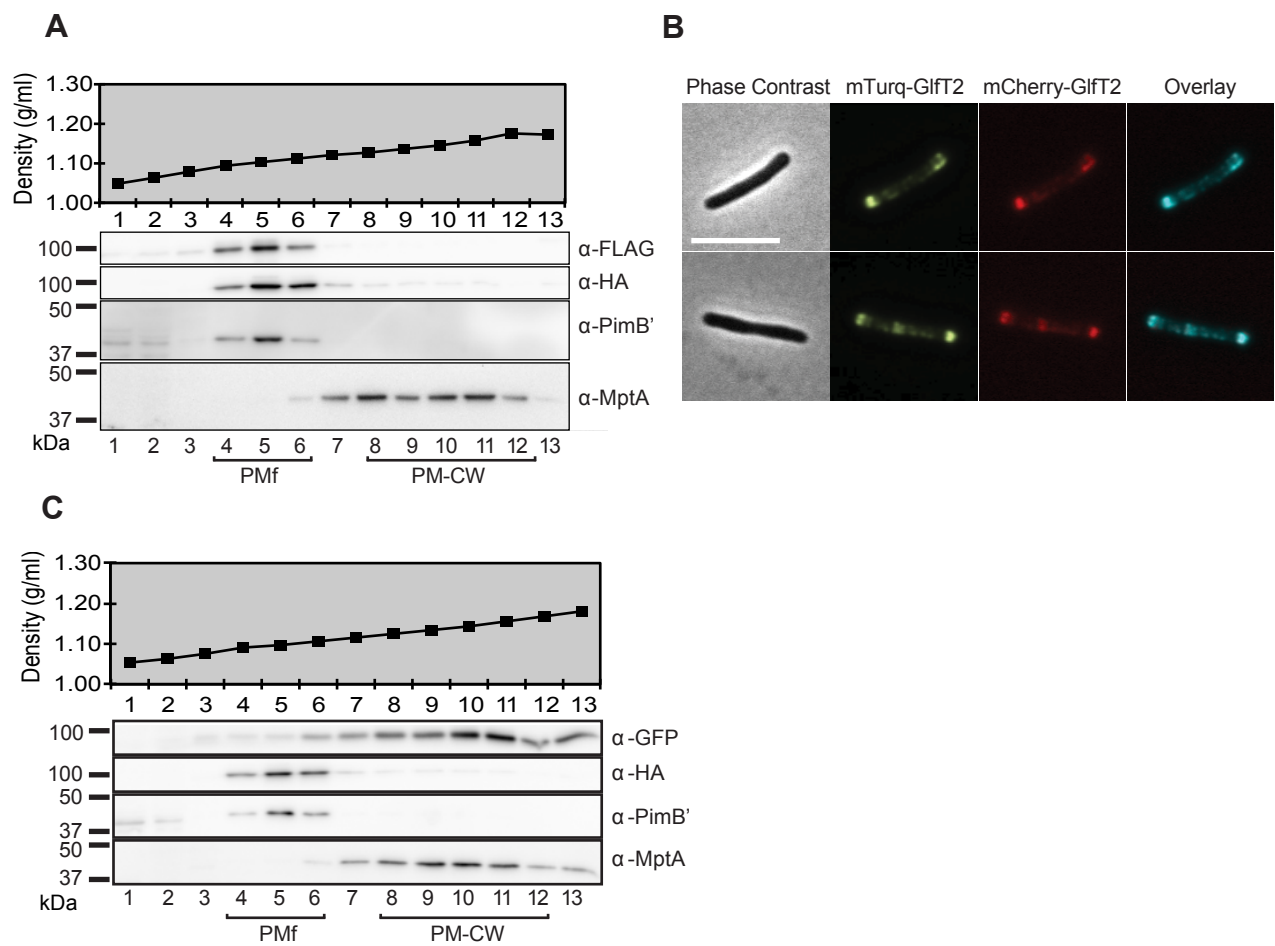 A
Density (g/ml)
1.30
1.20
1.10
1.00
1 2 3 4 5 6 7 8 9 10 11 12 13
100 α-FLAG
100 α-HA
50
α-PimB'
37
50
α-MptA
37
kDa
1 2 3 4 5 6 7 8 9 10 11 12 13
PMf PM-CW
B
Phase Contrast mTurq-GlfT2 mCherry-GlfT2 Overlay
C
Density (g/ml)
1.30
1.20
1.10
1.00
1 2 3 4 5 6 7 8 9 10 11 12 13
100 α-GFP
100 α-HA
50
α-PimB'
37
50
α-MptA
37
kDa
1 2 3 4 5 6 7 8 9 10 11 12 13
PMf PM-CW